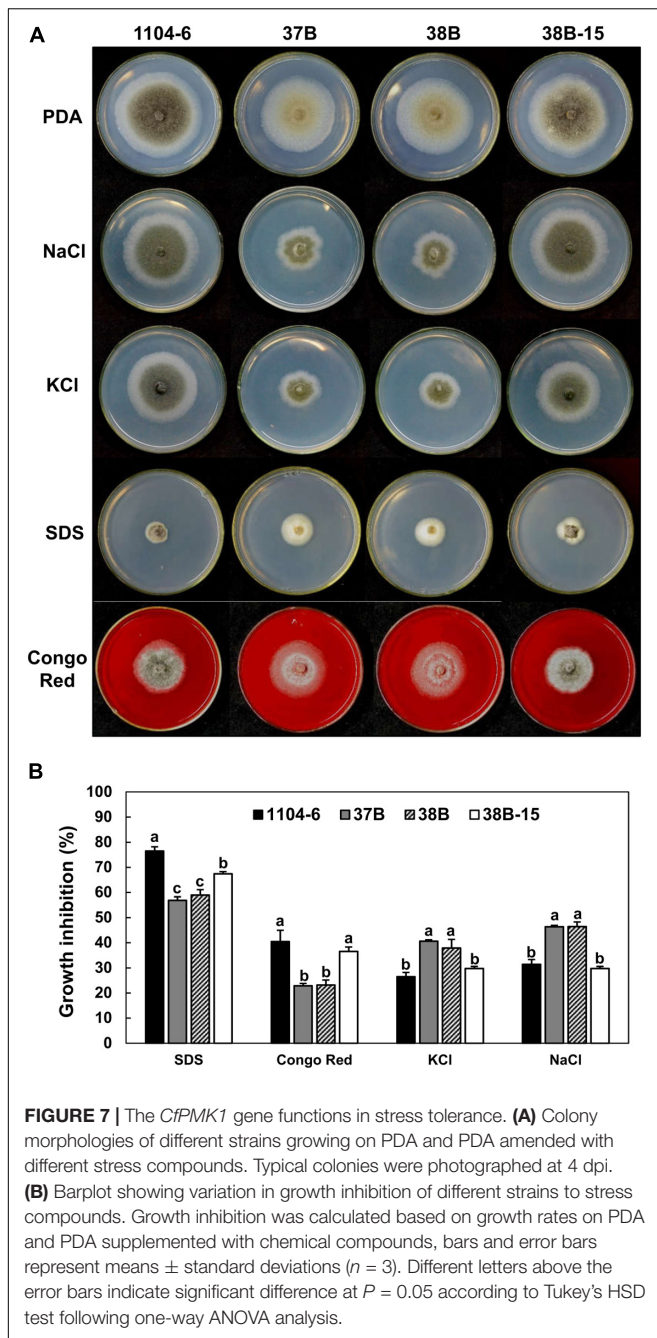 A
1104-6 37B 38B 38B-15
PDA
NaCl
KCl
SDS
Congo
Red
B
Growth inhibition (%)
100
90
80
70
60
50
40
30
20
10
0
1104-6 37B 38B 38B-15
a c c b
a b b a
b a a b
b a a b
SDS Congo Red KCl NaCl
FIGURE 7 | The CfPMK1 gene functions in stress tolerance. (A) Colony
morphologies of different strains growing on PDA and PDA amended with
different stress compounds. Typical colonies were photographed at 4 dpi.
(B) Barplot showing variation in growth inhibition of different strains to stress
compounds. Growth inhibition was calculated based on growth rates on PDA
and PDA supplemented with chemical compounds, bars and error bars
represent means ± standard deviations (n = 3). Different letters above the
error bars indicate significant difference at P = 0.05 according to Tukey's HSD
test following one-way ANOVA analysis.